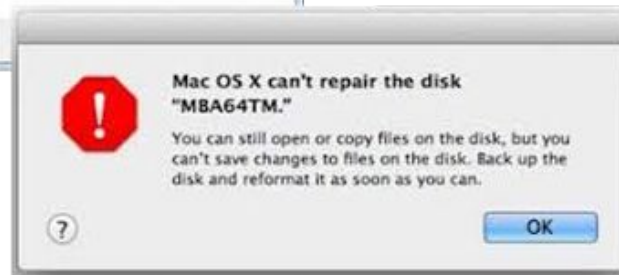 Mac OS X can't repair the disk
"MBA64TM."
You can still open or copy files on the disk, but you
can't save changes to files on the disk. Back up the
disk and reformat it as soon as you can.
?
OK